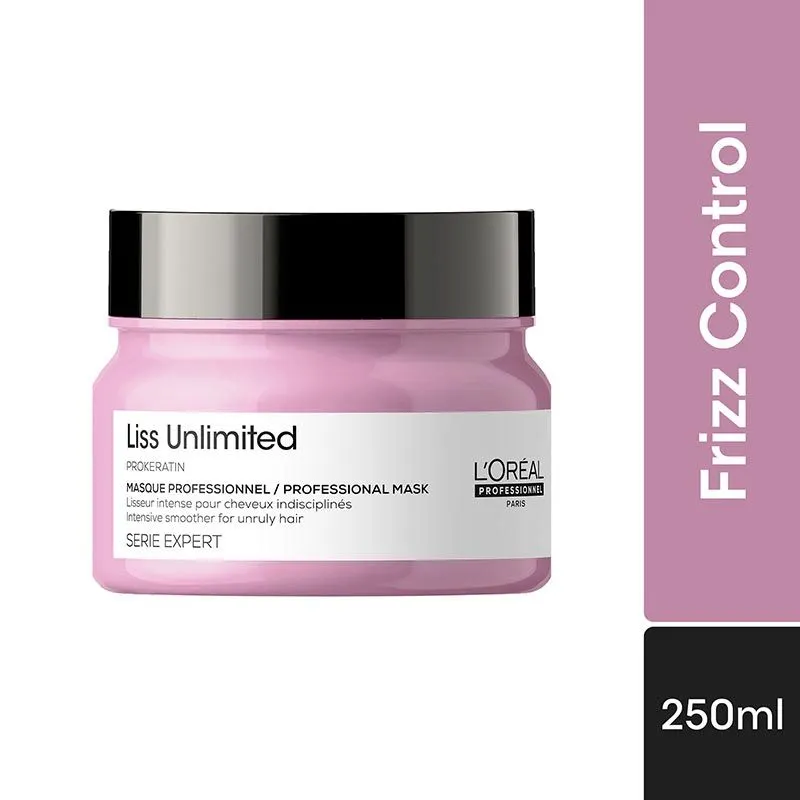 Liss Unlimited
PROKERATIN
MASQUE PROFESSIONNEL / PROFESSIONAL MASK
Lisseur intense pour cheveux indisciplinés
Intensive smoother for unruly hair
SERIE EXPERT
L'ORÉAL
PROFESSIONNEL
PARIS
Frizz Control
250ml